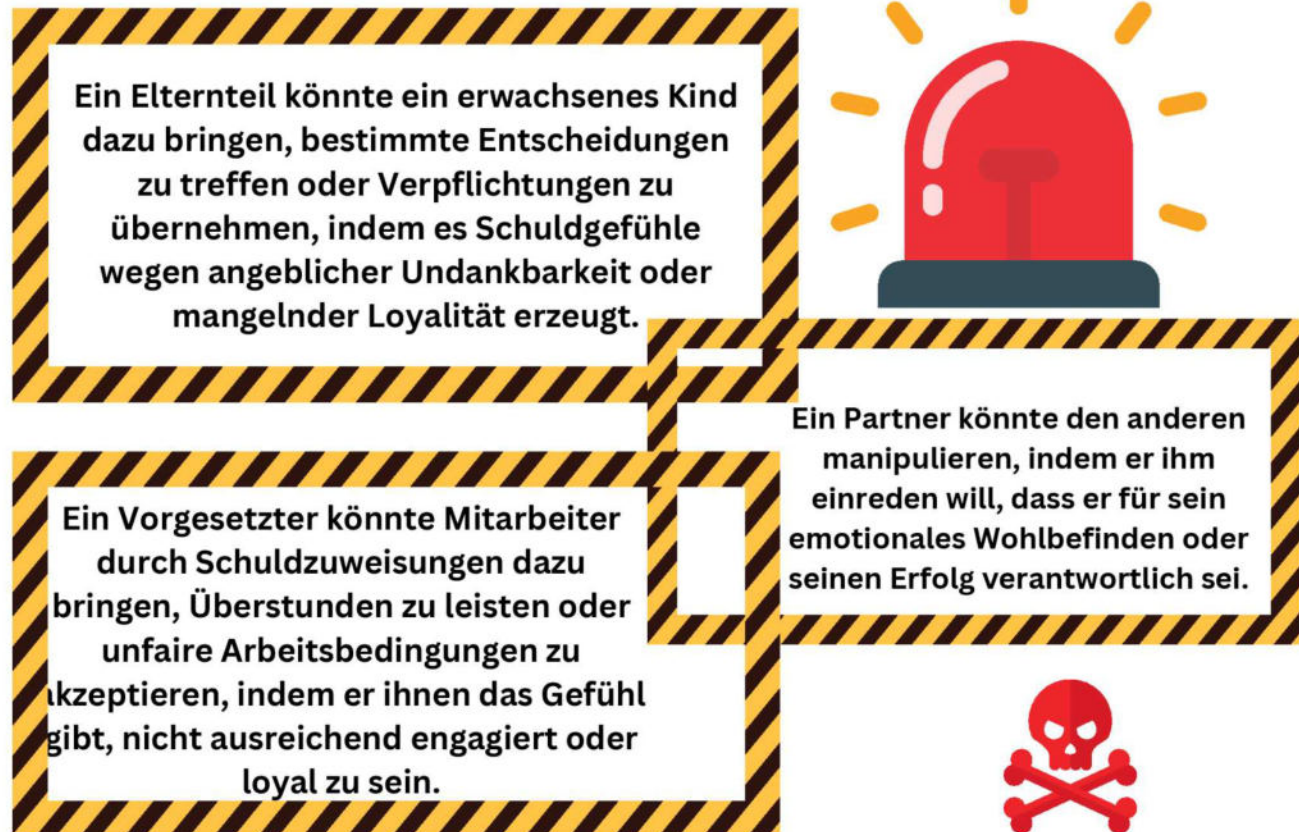 Ein Elternteil könnte ein erwachsenes Kind
dazu bringen, bestimmte Entscheidungen
zu treffen oder Verpflichtungen zu
übernehmen, indem es Schuldgefühle
wegen angeblicher Undankbarkeit oder
mangelnder Loyalität erzeugt.
Ein Partner könnte den anderen
manipulieren, indem er ihm
einreden will, dass er für sein
emotionales Wohlbefinden oder
seinen Erfolg verantwortlich sei.
Ein Vorgesetzter könnte Mitarbeiter
durch Schuldzuweisungen dazu
bringen, Überstunden zu leisten oder
unfaire Arbeitsbedingungen zu
akzeptieren, indem er ihnen das Gefühl
gibt, nicht ausreichend engagiert oder
loyal zu sein.